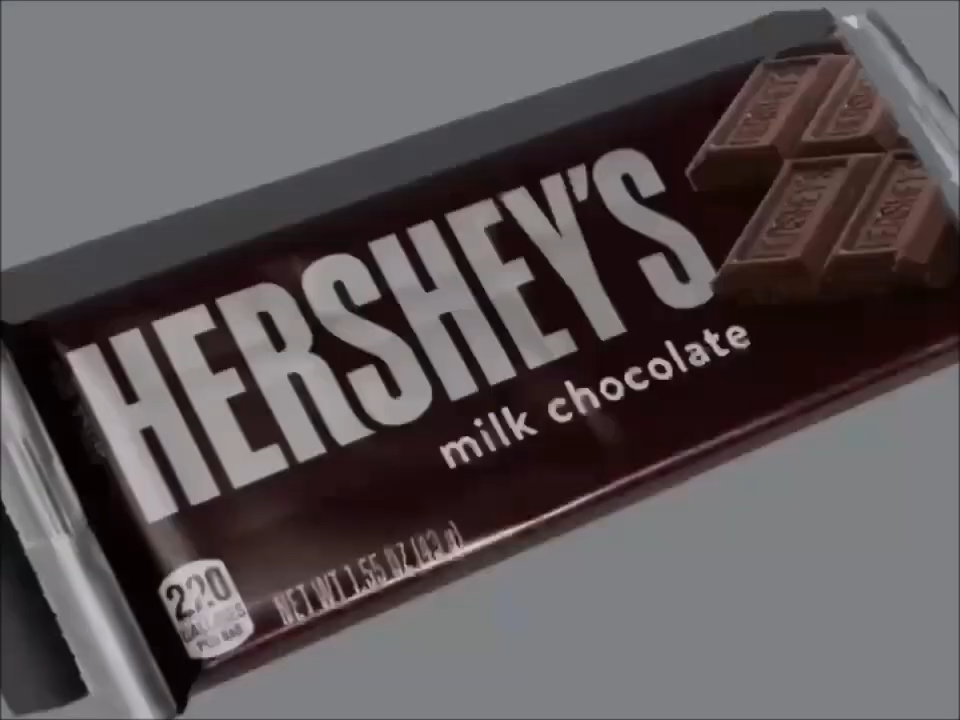 HERSHEY'S
milk chocolate
NET WT 1.55 OZ (43 g)
220
CALORIES
PER BAR